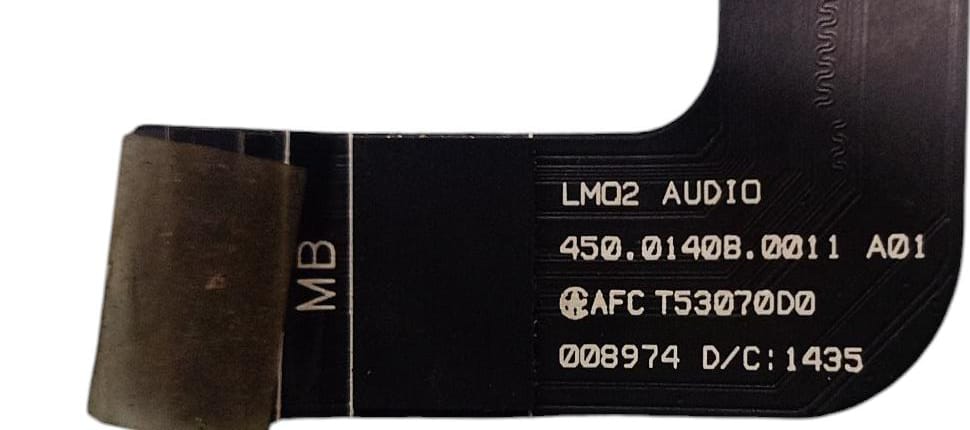 MB
LMQ2 AUDIO
450.0140B.0011 A01
AFC T53070D0
008974 D/C:1435